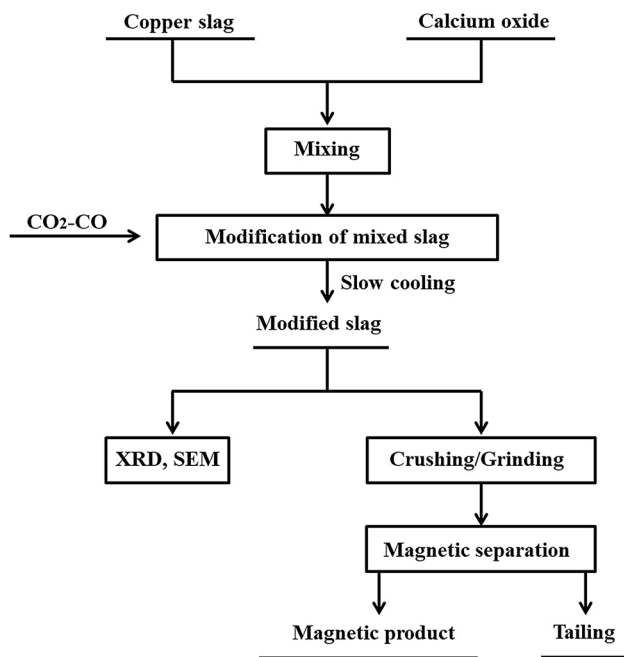 Copper slag
Calcium oxide
Mixing
CO2-CO
Modification of mixed slag
Slow cooling
Modified slag
XRD, SEM
Crushing/Grinding
Magnetic separation
Magnetic product
Tailing